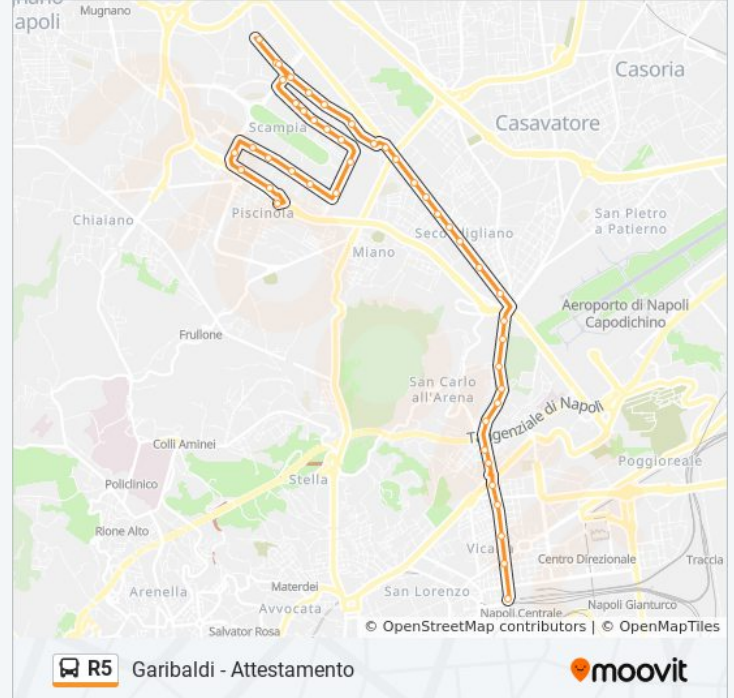 gnano
apoli
Mugnano
Casoria
Casavatore
Scampia
Chiaiano
Piscinola
Secondigliano
San Pietro
a Patierno
Miano
Aeroporto di Napoli
Capodichino
Frullone
San Carlo
all'Arena
Tangenziale di Napoli
Colli Aminei
Poggioreale
Stella
Policlinico
Rione Alto
Vica
Centro Direzionale
Traccia
Arenella
Materdei
San Lorenzo
Napoli Gianturco
Avvocata
Napoli Centrale
Salvator Rosa
© OpenStreetMap contributors | © OpenMapTiles
R5 Garibaldi - Attestamento
moovit